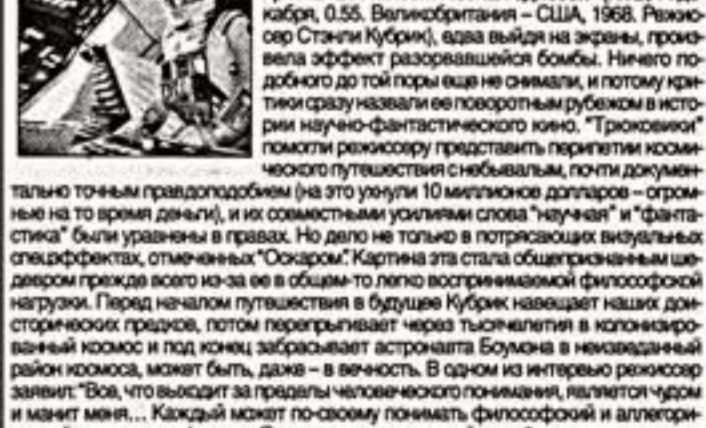 кабря, 0.55. Великобритания – США, 1968. Режис-
сер Стэнли Кубрик), едва выйдя на экраны, произ-
вела эффект разорвавшейся бомбы. Ничего по-
добного до той поры еще не снимали, и потому кри-
тики сразу назвали ее поворотным рубежом в исто-
рии научно-фантастического кино. "Трюковики"
помогли режиссеру представить перипетии косми-
ческого путешествия с небывалым, почти докумен-
тально точным правдоподобием (на это ухнули 10 миллионов долларов – огром-
ные на то время деньги), и их совместными усилиями слова "научная" и "фанта-
стика" были уравнены в правах. Но дело не только в потрясающих визуальных
спецэффектах, отмеченных "Оскаром". Картина эта стала общепризнанным ше-
девром прежде всего из-за ее в общем-то легко воспринимаемой философской
нагрузки. Перед началом путешествия в будущее Кубрик навещает наших дои-
сторических предков, потом перепрыгивает через тысячелетия в колонизиро-
ванный космос и под конец забрасывает астронавта Боумэна в неизведанный
район космоса, может быть, даже – в вечность. В одном из интервью режиссер
заявил: "Все, что выходит за пределы человеческого понимания, является чудом
и манит меня... Каждый может по-своему понимать философский и аллегори-